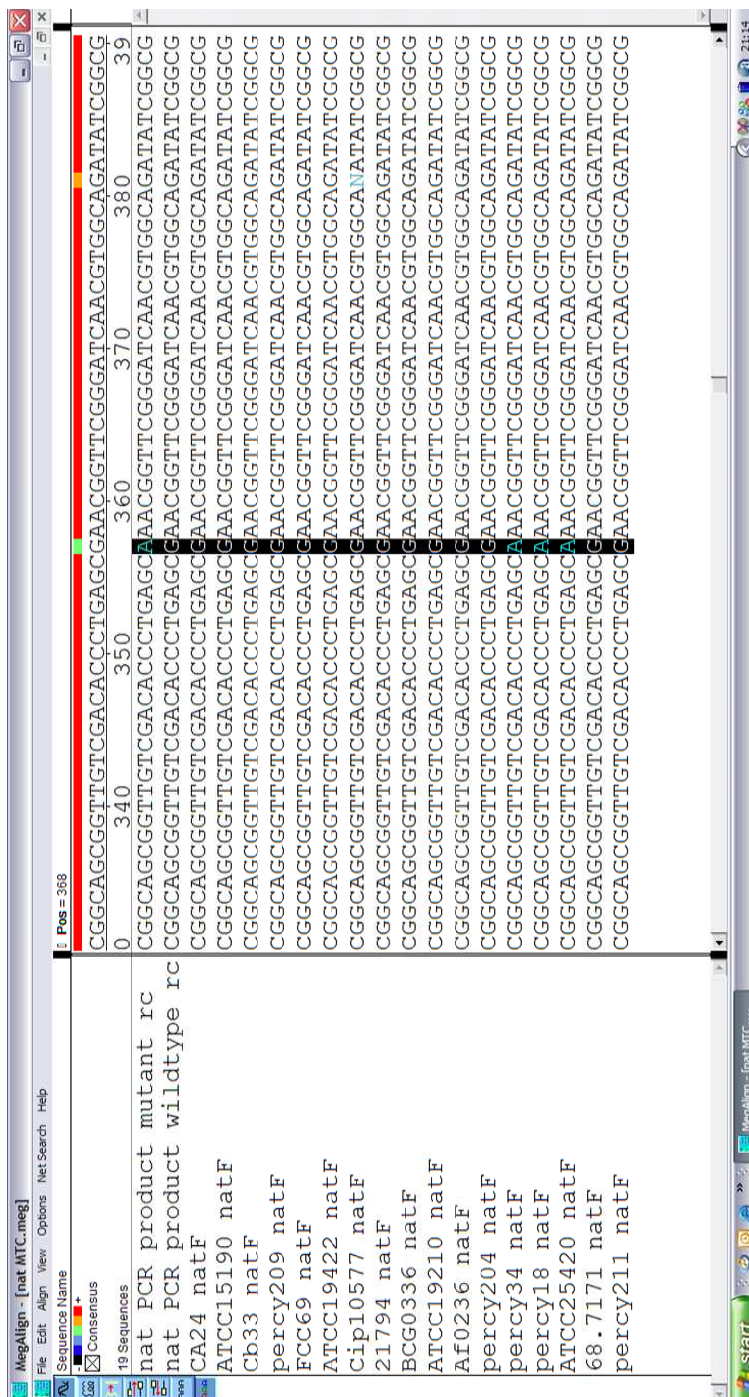 MegAlign - [nat MTC.meg]
File Edit Align View Options Net Search Help
Sequence Name
Pos = 368
- +
Consensus CGGCAGCGGTTGTCGACACCCTGAGCGAACGGTTCGGGATCAACGTGGCAGATATCGGCG
19 Sequences 0 340 350 360 370 380 39
nat PCR product mutant rc CGGCAGCGGTTGTCGACACCCTGAGCAAACGGTTCGGGATCAACGTGGCAGATATCGGCG
nat PCR product wildtype rc CGGCAGCGGTTGTCGACACCCTGAGCGAACGGTTCGGGATCAACGTGGCAGATATCGGCG
CA24 natF CGGCAGCGGTTGTCGACACCCTGAGCGAACGGTTCGGGATCAACGTGGCAGATATCGGCG
ATCC15190 natF CGGCAGCGGTTGTCGACACCCTGAGCGAACGGTTCGGGATCAACGTGGCAGATATCGGCG
Cb33 natF CGGCAGCGGTTGTCGACACCCTGAGCGAACGGTTCGGGATCAACGTGGCAGATATCGGCG
percy209 natF CGGCAGCGGTTGTCGACACCCTGAGCGAACGGTTCGGGATCAACGTGGCAGATATCGGCG
FCC69 natF CGGCAGCGGTTGTCGACACCCTGAGCGAACGGTTCGGGATCAACGTGGCAGATATCGGCG
ATCC19422 natF CGGCAGCGGTTGTCGACACCCTGAGCGAACGGTTCGGGATCAACGTGGCAGATATCGGCG
Cip10577 natF CGGCAGCGGTTGTCGACACCCTGAGCGAACGGTTCGGGATCAACGTGGCANATATCGGCG
21794 natF CGGCAGCGGTTGTCGACACCCTGAGCGAACGGTTCGGGATCAACGTGGCAGATATCGGCG
BCG0336 natF CGGCAGCGGTTGTCGACACCCTGAGCGAACGGTTCGGGATCAACGTGGCAGATATCGGCG
ATCC19210 natF CGGCAGCGGTTGTCGACACCCTGAGCGAACGGTTCGGGATCAACGTGGCAGATATCGGCG
Af0236 natF CGGCAGCGGTTGTCGACACCCTGAGCGAACGGTTCGGGATCAACGTGGCAGATATCGGCG
percy204 natF CGGCAGCGGTTGTCGACACCCTGAGCGAACGGTTCGGGATCAACGTGGCAGATATCGGCG
percy34 natF CGGCAGCGGTTGTCGACACCCTGAGCAAACGGTTCGGGATCAACGTGGCAGATATCGGCG
percy18 natF CGGCAGCGGTTGTCGACACCCTGAGCAAACGGTTCGGGATCAACGTGGCAGATATCGGCG
ATCC25420 natF CGGCAGCGGTTGTCGACACCCTGAGCAAACGGTTCGGGATCAACGTGGCAGATATCGGCG
68.7171 natF CGGCAGCGGTTGTCGACACCCTGAGCGAACGGTTCGGGATCAACGTGGCAGATATCGGCG
percy211 natF CGGCAGCGGTTGTCGACACCCTGAGCGAACGGTTCGGGATCAACGTGGCAGATATCGGCG
start
MegAlign - [nat MTC....
21:14